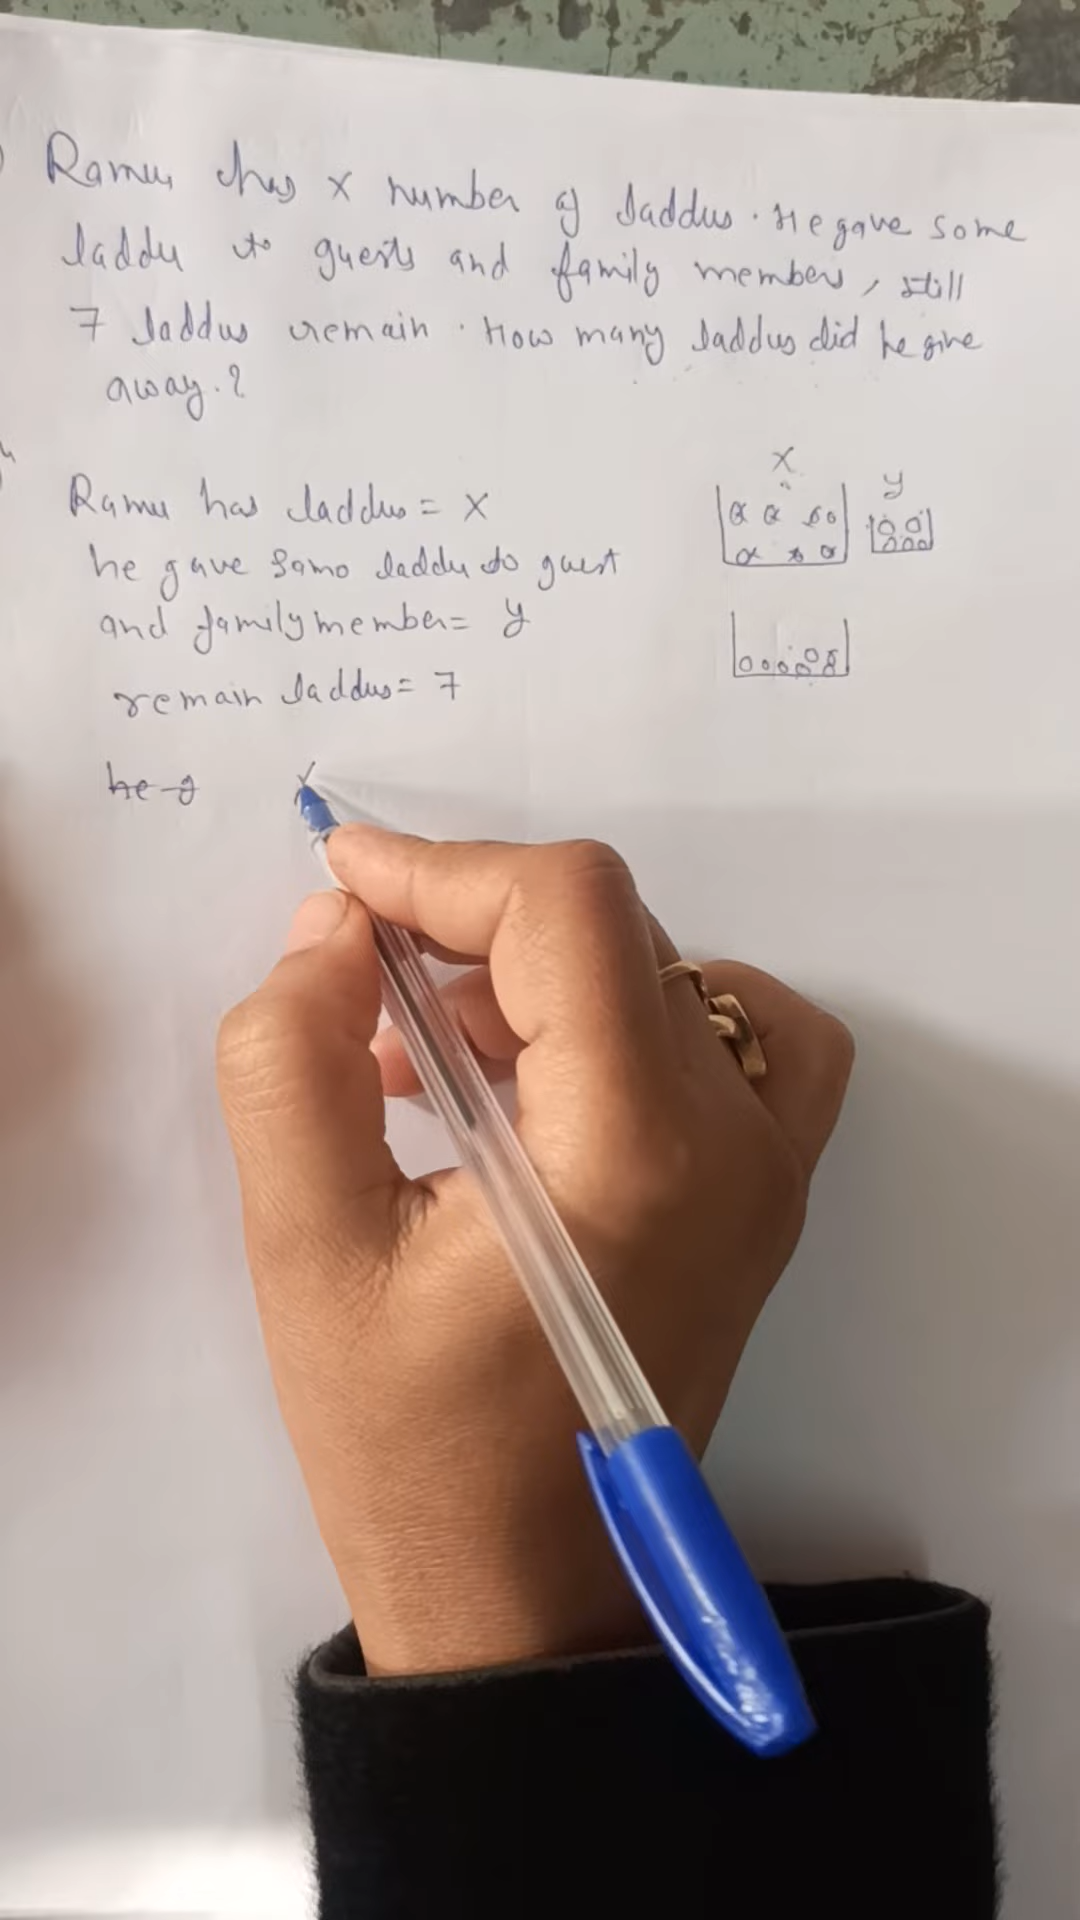 Ramu has x number of laddus. He gave some
laddu to guests and family members, still
7 laddus remain. How many laddus did he give
away.?
Ramu has laddus = x
he gave some laddu to guest
and family member = y
remain laddus = 7
he g
x
y